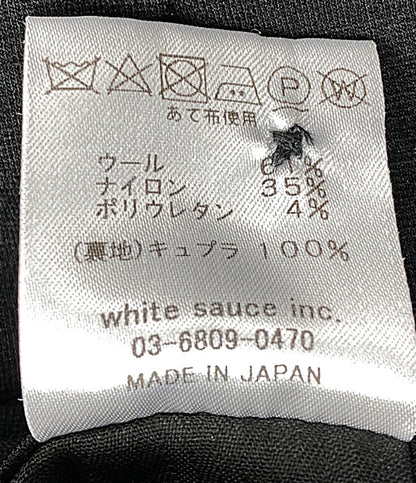 あて布使用
ウール 61%
ナイロン 35%
ポリウレタン 4%
(裏地)キュプラ 100%
white sauce inc.
03-6809-0470
MADE IN JAPAN